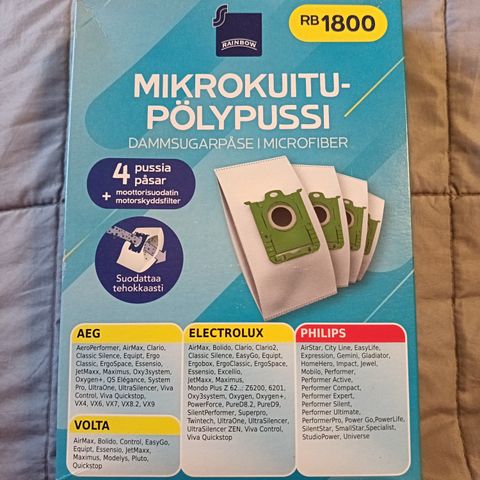 RAINBOW
RB1800
MIKROKUITU-
PÖLYPUSSI
DAMMSUGARPÅSE I MICROFIBER
4 pussia
påsar
+ moottorisuodatin
motorskyddsfilter
Suodattaa
tehokkaasti
AEG
AeroPerformer, AirMax, Clario,
Classic Silence, Equipt, Ergo
Classic, ErgoSpace, Essensio,
JetMaxx, Maximus, Oxy3system,
Oxygen+, QS Elégance, System
Pro, UltraOne, UltraSilencer, Viva
Control, Viva Quickstop,
VX4, VX6, VX7, VX8.2, VX9
VOLTA
AirMax, Bolido, Control, EasyGo,
Equipt, Essensio, JetMaxx,
Maximus, Modelys, Pluto,
Quickstop
ELECTROLUX
AirMax, Bolido, Clario, Clario2,
Classic Silence, EasyGo, Equipt,
Ergobox, ErgoClassic, ErgoSpace,
Essensio, Excellio,
JetMaxx, Maximus,
Mondo Plus Z 62..: Z6200, 6201,
Oxy3system, Oxygen, Oxygen+,
PowerForce, PureD8.2, PureD9,
SilentPerformer, Superpro,
Twintech, UltraOne, UltraSilencer,
UltraSilencer ZEN, Viva Control,
Viva Quickstop
PHILIPS
AirStar, City Line, EasyLife,
Expression, Gemini, Gladiator,
HomeHero, Impact, Jewel,
Mobilo, Performer,
Performer Active,
Performer Compact,
Performer Expert,
Performer Silent,
Performer Ultimate,
PerformerPro, Power Go,PowerLife,
SilentStar, SmallStar,Specialist,
StudioPower, Universe